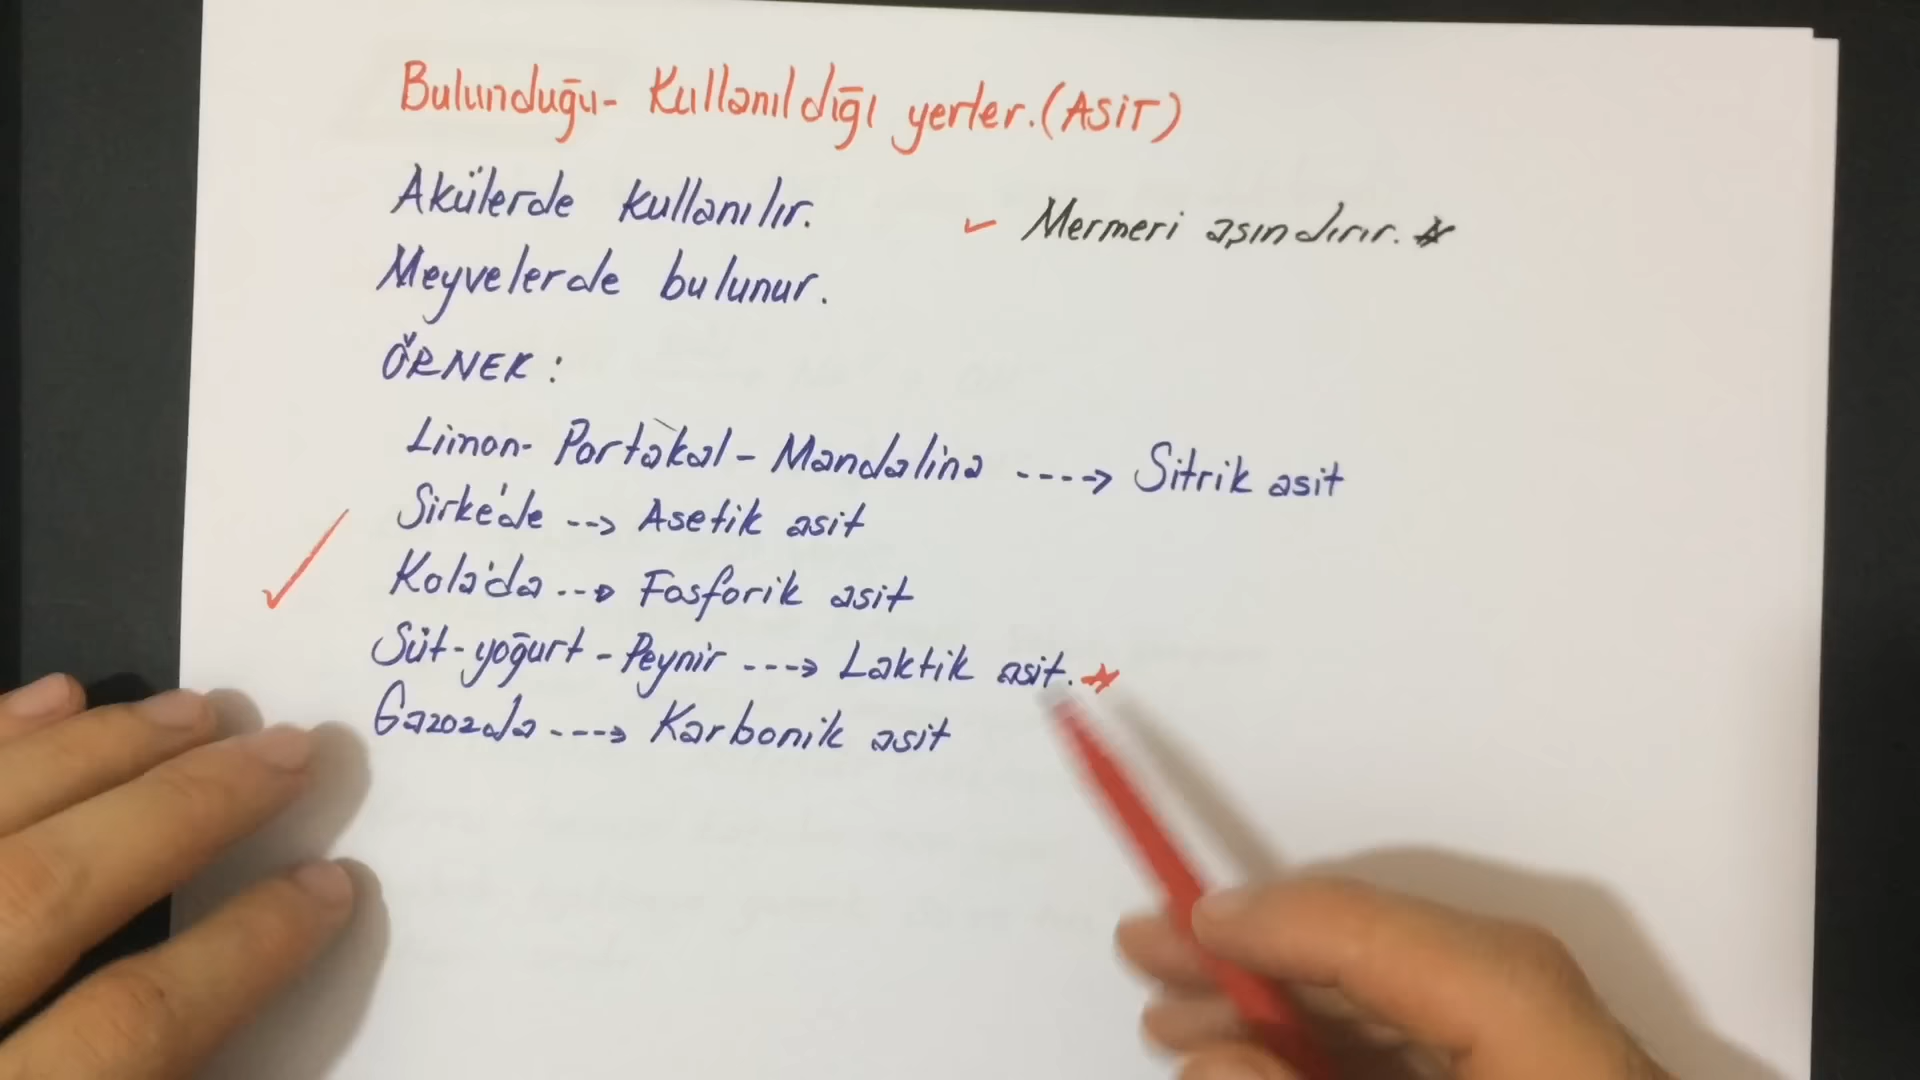 Bulunduğu- Kullanıldığı yerler.(ASİT)
Akülerde kullanılır.
Mermeri aşındırır.
Meyvelerde bulunur.
ÖRNEK :
Limon- Portakal - Mandalina ----> Sitrik asit
Sirke'de --> Asetik asit
Kola'da --> Fosforik asit
Süt-yoğurt-Peynir ---> Laktik asit.
Gazozda ---> Karbonik asit